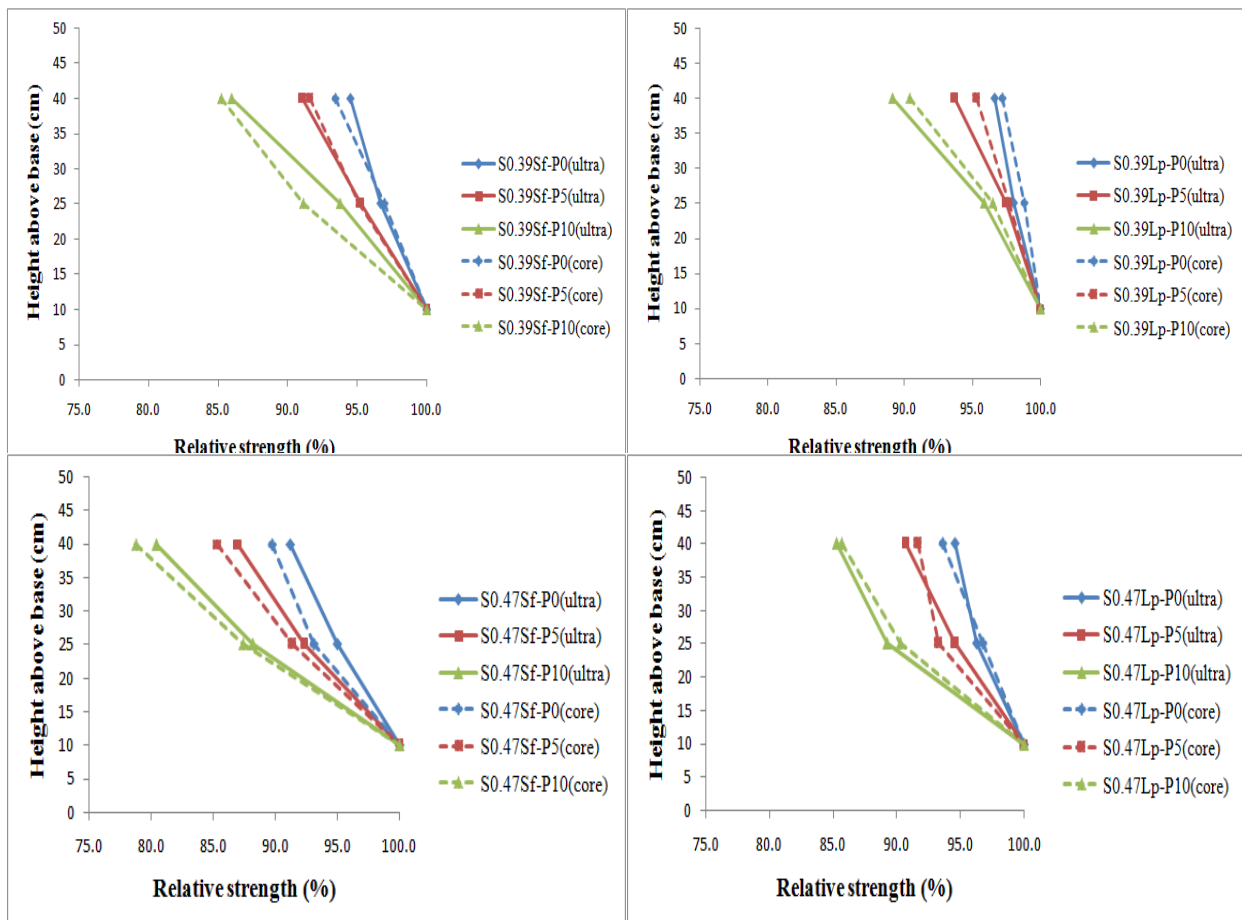 Height above base (cm)
50
45
40
35
30
25
20
15
10
5
0
75.0 80.0 85.0 90.0 95.0 100.0
Relative strength (%)
S0.39Sf-P0(ultra)
S0.39Sf-P5(ultra)
S0.39Sf-P10(ultra)
S0.39Sf-P0(core)
S0.39Sf-P5(core)
S0.39Sf-P10(core)
Height above base (cm)
50
45
40
35
30
25
20
15
10
5
0
75.0 80.0 85.0 90.0 95.0 100.0
Relative strength (%)
S0.39Lp-P0(ultra)
S0.39Lp-P5(ultra)
S0.39Lp-P10(ultra)
S0.39Lp-P0(core)
S0.39Lp-P5(core)
S0.39Lp-P10(core)
Height above base (cm)
50
45
40
35
30
25
20
15
10
5
0
75.0 80.0 85.0 90.0 95.0 100.0
Relative strength (%)
S0.47Sf-P0(ultra)
S0.47Sf-P5(ultra)
S0.47Sf-P10(ultra)
S0.47Sf-P0(core)
S0.47Sf-P5(core)
S0.47Sf-P10(core)
Height above base (cm)
50
45
40
35
30
25
20
15
10
5
0
75.0 80.0 85.0 90.0 95.0 100.0
Relative strength (%)
S0.47Lp-P0(ultra)
S0.47Lp-P5(ultra)
S0.47Lp-P10(ultra)
S0.47Lp-P0(core)
S0.47Lp-P5(core)
S0.47Lp-P10(core)